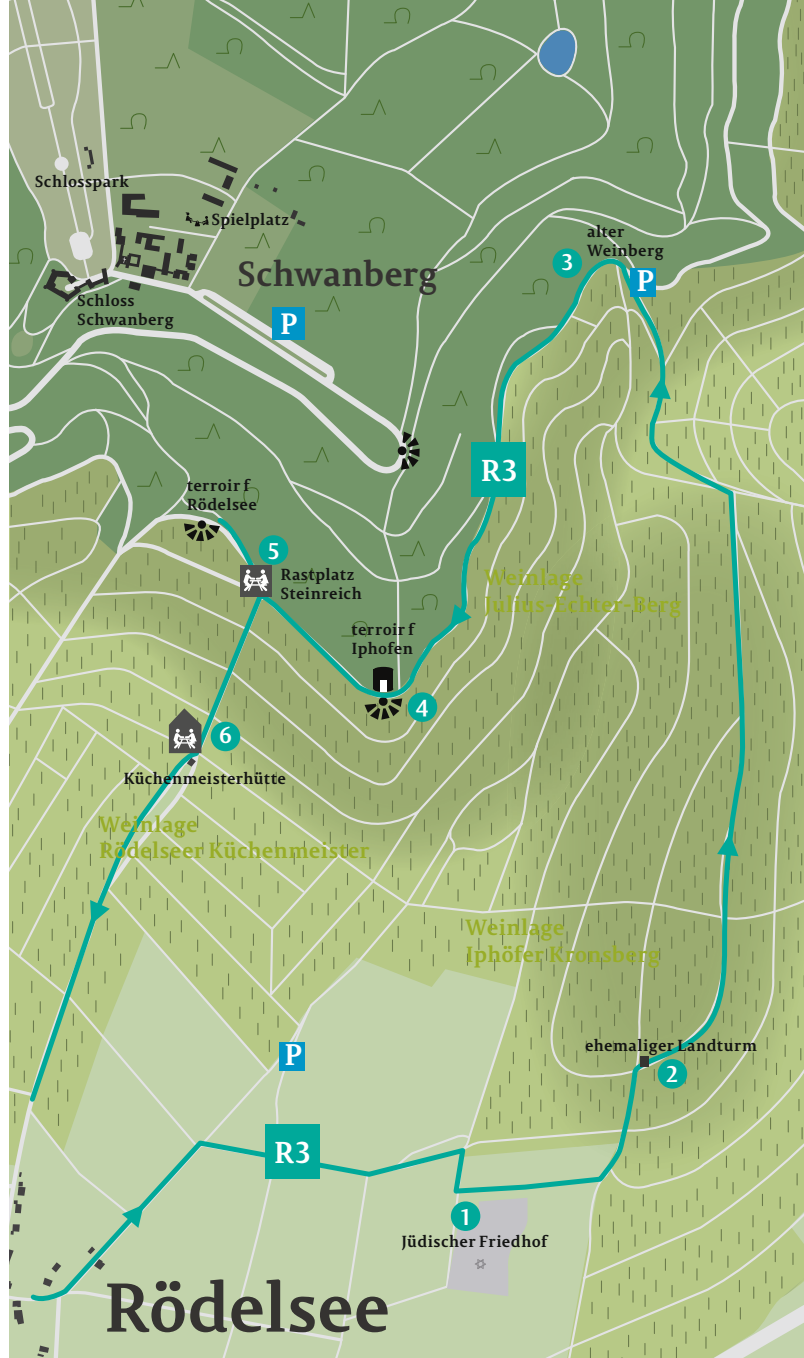 Schlosspark
Spielplatz
alter
Weinberg
3
P
Schwanberg
Schloss
Schwanberg
P
R3
terroir f
Rödelsee
5
Rastplatz
Steinreich
Weinlage
Julius-Echter-Berg
terroir f
Iphofen
4
6
Küchenmeisterhütte
Weinlage
Rödelseer Küchenmeister
Weinlage
Iphöfer Kronsberg
P
ehemaliger Landturm
2
R3
1
Jüdischer Friedhof
Rödelsee